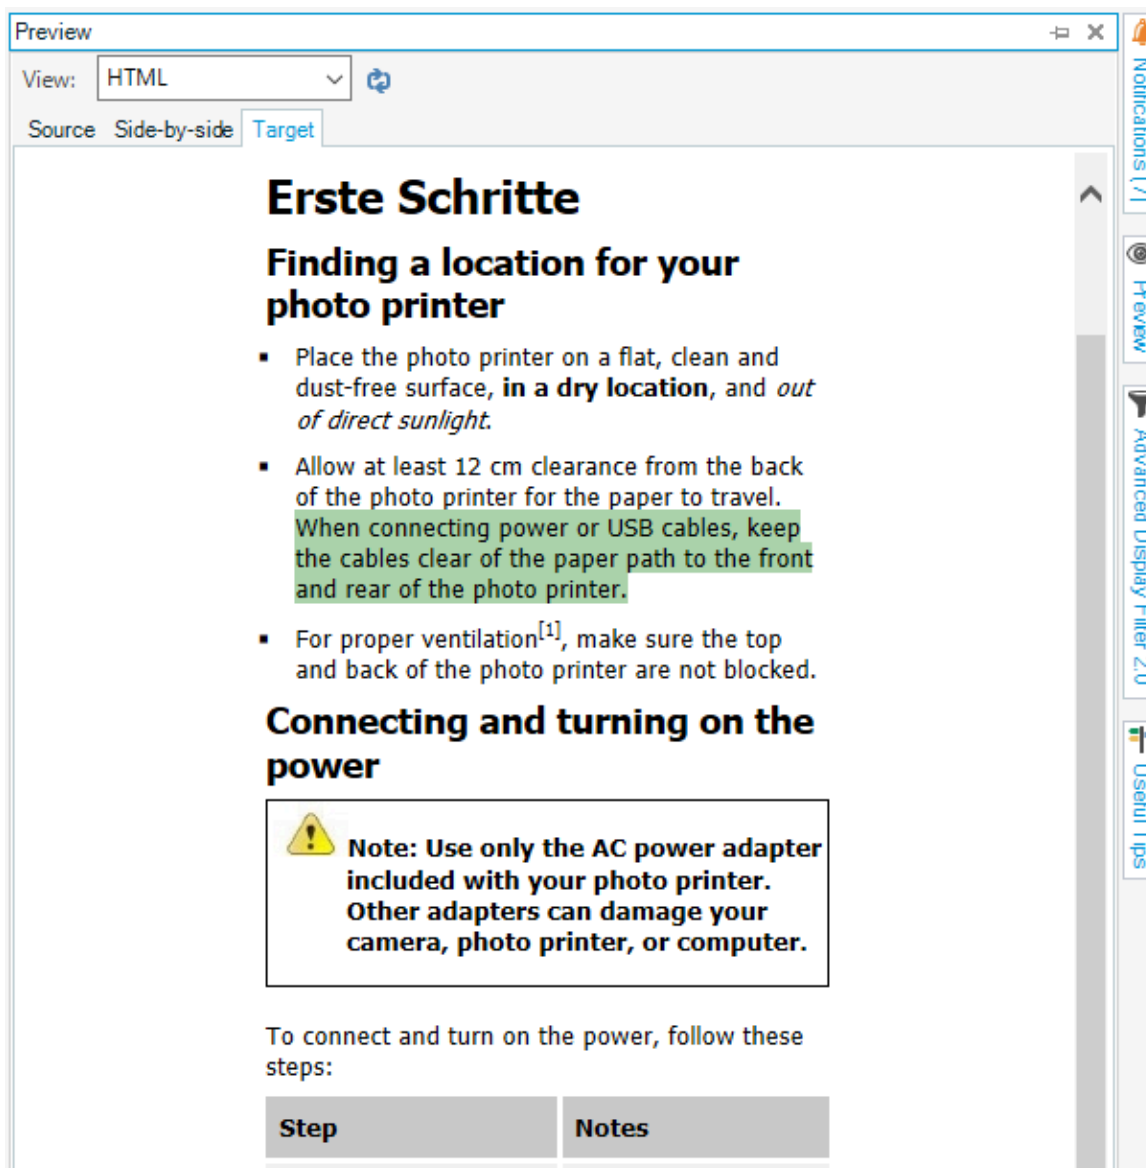 Preview
View: HTML
Source Side-by-side Target
Erste Schritte
Finding a location for your
photo printer
▪ Place the photo printer on a flat, clean and
dust-free surface, in a dry location, and out
of direct sunlight.
▪ Allow at least 12 cm clearance from the back
of the photo printer for the paper to travel.
When connecting power or USB cables, keep
the cables clear of the paper path to the front
and rear of the photo printer.
▪ For proper ventilation[1], make sure the top
and back of the photo printer are not blocked.
Connecting and turning on the
power
Note: Use only the AC power adapter
included with your photo printer.
Other adapters can damage your
camera, photo printer, or computer.
To connect and turn on the power, follow these
steps:
Step Notes
Notifications (7)
Preview
Advanced Display Filter 2.0
Useful Tips